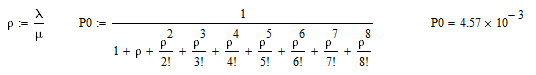 ρ := λ/μ    P0 := 1/(1 + ρ + ρ^2/2! + ρ^3/3! + ρ^4/4! + ρ^5/5! + ρ^6/6! + ρ^7/7! + ρ^8/8!)    P0 = 4.57 × 10^-3